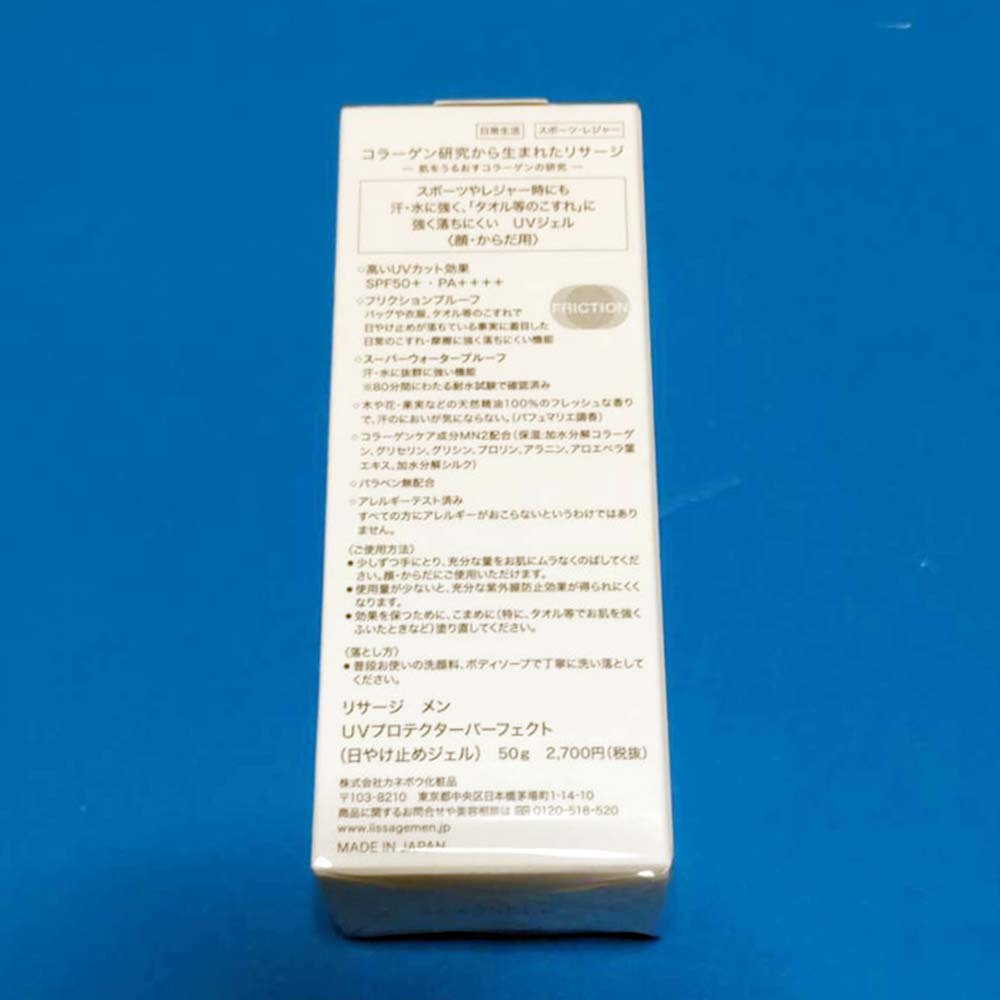 日常生活 スポーツ・レジャー
コラーゲン研究から生まれたリサージ
― 肌をうるおすコラーゲンの研究 ―
スポーツやレジャー時にも
汗・水に強く、「タオル等のこすれ」に
強く落ちにくい UVジェル
〈顔・からだ用〉
◇高いUVカット効果
SPF50+・PA++++
◇フリクションプルーフ
FRICTION
バッグや衣服、タオル等のこすれで
日やけ止めが落ちている事実に着目した
日常のこすれ・摩擦に強く落ちにくい機能
◇スーパーウォータープルーフ
汗・水に抜群に強い機能
※80分間にわたる耐水試験で確認済み
◇木や花・果実などの天然精油100%のフレッシュな香り
で、汗のにおいが気にならない。(パフュマリエ調香)
◇コラーゲンケア成分MN2配合(保湿:加水分解コラーゲ
ン、グリセリン、グリシン、プロリン、アラニン、アロエベラ葉
エキス、加水分解シルク)
◇パラベン無配合
◇アレルギーテスト済み
すべての方にアレルギーがおこらないというわけではあり
ません。
〈ご使用方法〉
●少しずつ手にとり、充分な量をお肌にムラなくのばしてくだ
さい。顔・からだにご使用いただけます。
●使用量が少ないと、充分な紫外線防止効果が得られにくく
なります。
●効果を保つために、こまめに(特に、タオル等でお肌を強く
ふいたときなど)塗り直してください。
〈落とし方〉
●普段お使いの洗顔料、ボディソープで丁寧に洗い落として
ください。
リサージ メン
UVプロテクターパーフェクト
(日やけ止めジェル) 50g 2,700円(税抜)
株式会社カネボウ化粧品
〒103-8210 東京都中央区日本橋茅場町1-14-10
商品に関するお問合せや美容相談は 0120-518-520
www.lissagemen.jp
MADE IN JAPAN